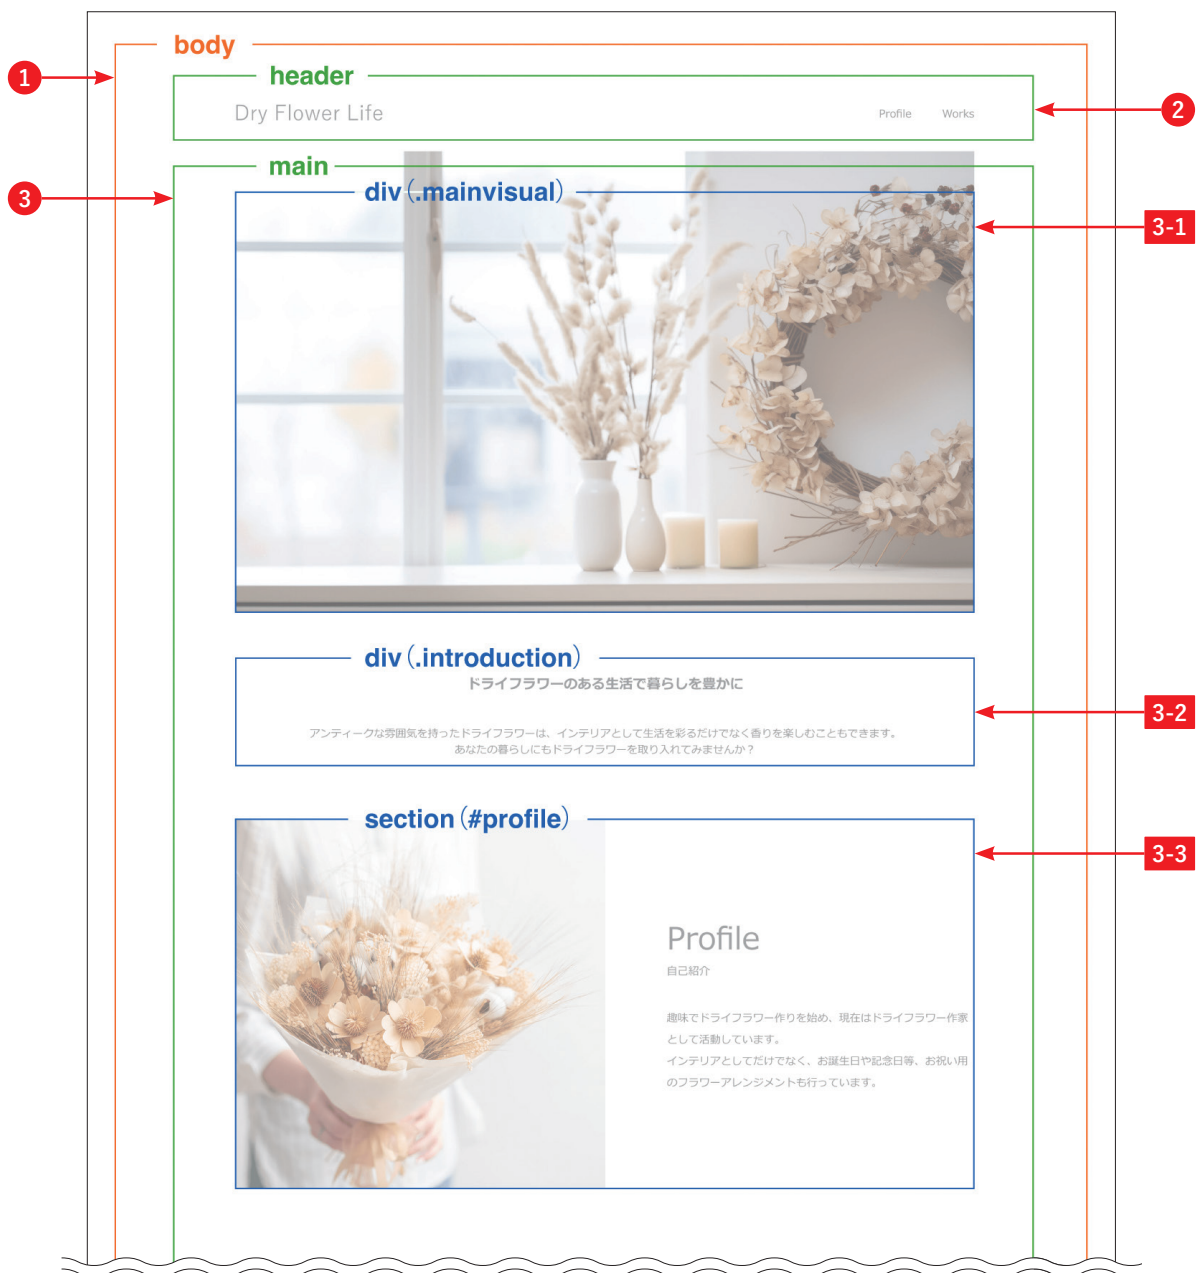 body
1
header
Dry Flower Life
Profile Works
2
main
3
div（.mainvisual）
3-1
div（.introduction）
ドライフラワーのある生活で暮らしを豊かに
3-2
アンティークな雰囲気を持ったドライフラワーは、インテリアとして生活を彩るだけでなく香りを楽しむこともできます。
あなたの暮らしにもドライフラワーを取り入れてみませんか？
section（#profile）
3-3
Profile
自己紹介
趣味でドライフラワー作りを始め、現在はドライフラワー作家
として活動しています。
インテリアとしてだけでなく、お誕生日や記念日等、お祝い用
のフラワーアレンジメントも行っています。